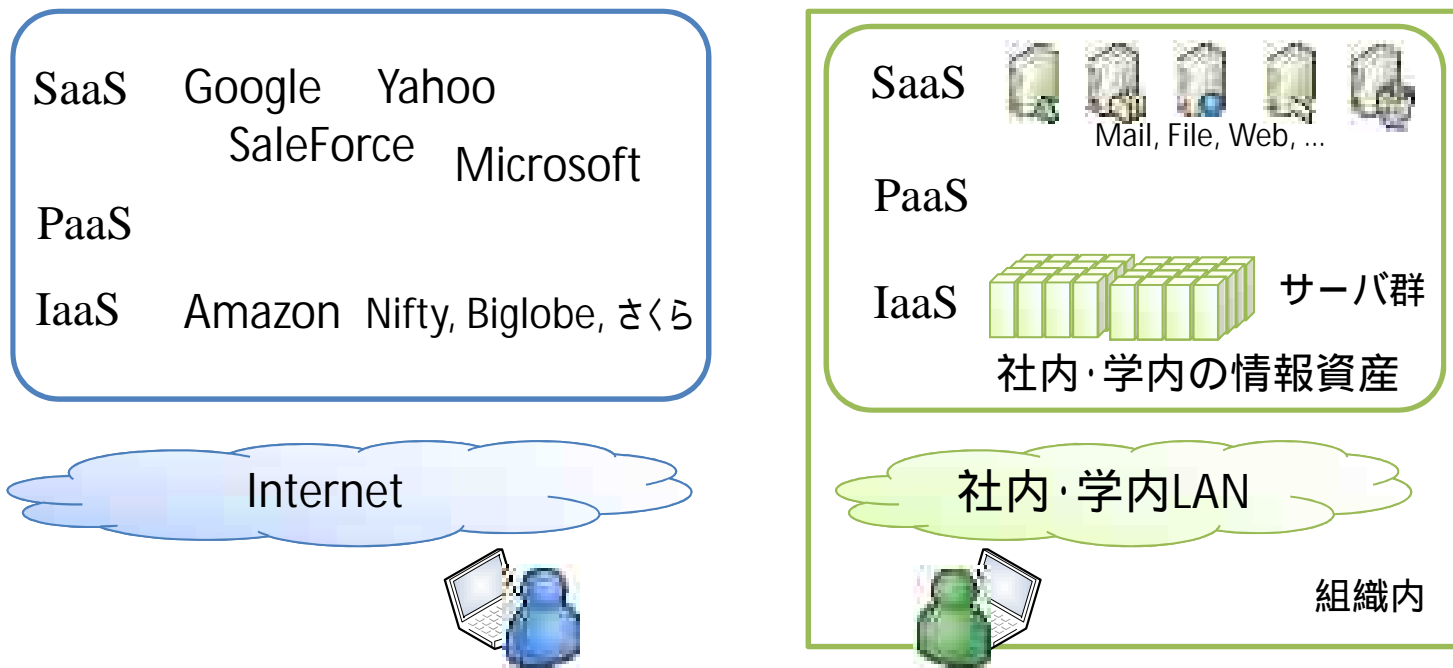 SaaS Google Yahoo
SaleForce
Microsoft
PaaS
IaaS Amazon Nifty, Biglobe, さくら
Internet
SaaS
Mail, File, Web, ...
PaaS
IaaS サーバ群
社内・学内の情報資産
社内・学内LAN
組織内